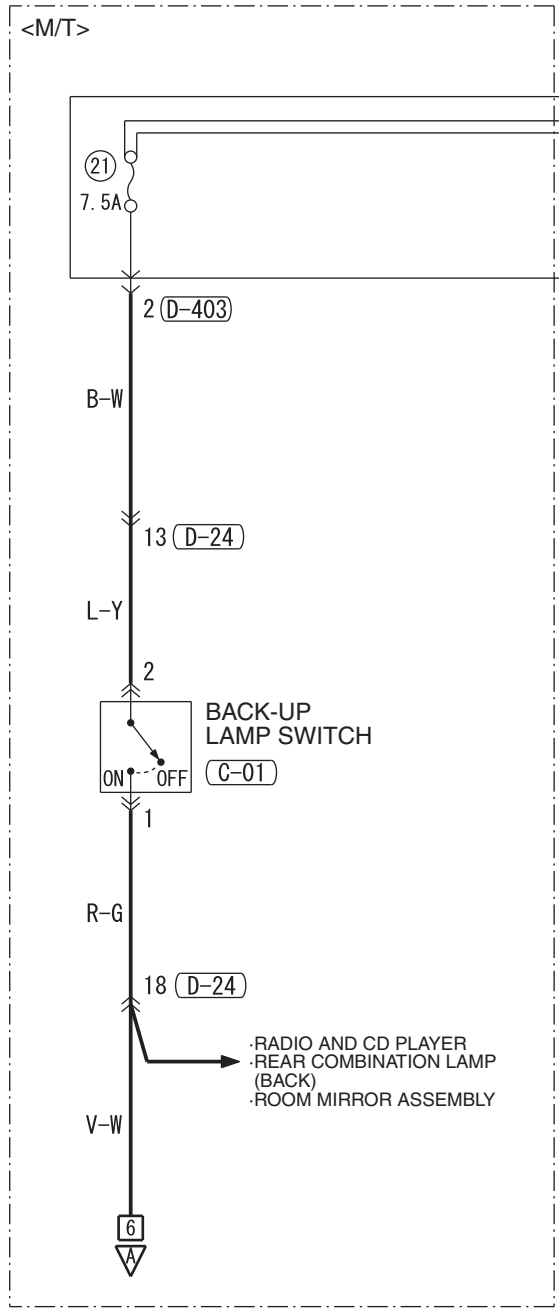 <M/T>
21
7.5A
2 D-403
B-W
13 D-24
L-Y
2
BACK-UP
LAMP SWITCH
ON OFF C-01
1
R-G
18 D-24
·RADIO AND CD PLAYER
·REAR COMBINATION LAMP
(BACK)
·ROOM MIRROR ASSEMBLY
V-W
6
A